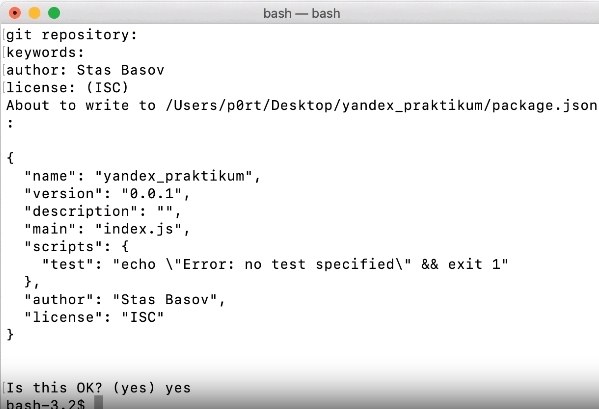 bash — bash
git repository:
keywords:
author: Stas Basov
license: (ISC)
About to write to /Users/p0rt/Desktop/yandex_praktikum/package.json
:
{
  "name": "yandex_praktikum",
  "version": "0.0.1",
  "description": "",
  "main": "index.js",
  "scripts": {
    "test": "echo \"Error: no test specified\" && exit 1"
  },
  "author": "Stas Basov",
  "license": "ISC"
}
Is this OK? (yes) yes
bash-3.2$